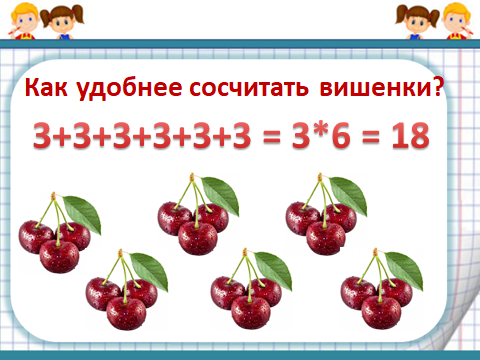 Как удобнее сосчитать вишенки?
3+3+3+3+3+3 = 3*6 = 18